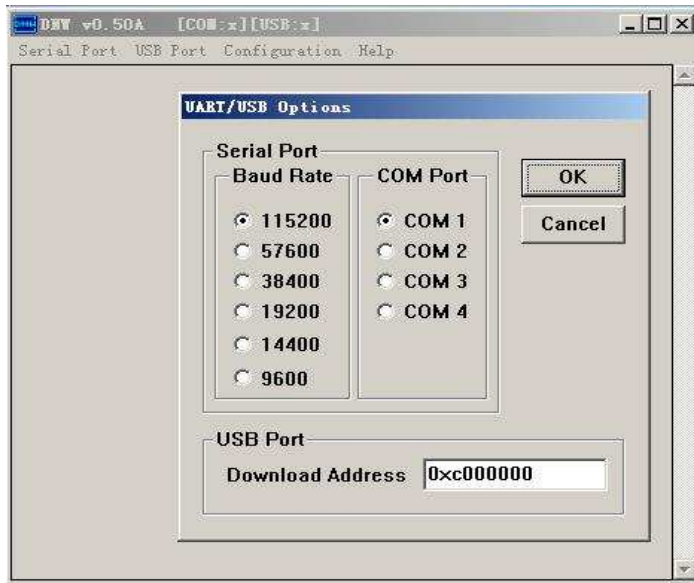 DNW v0.50A [COM:x][USB:x]
Serial Port USB Port Configuration Help
UART/USB Options
Serial Port
Baud Rate
115200
57600
38400
19200
14400
9600
COM Port
COM 1
COM 2
COM 3
COM 4
OK
Cancel
USB Port
Download Address 0xc000000